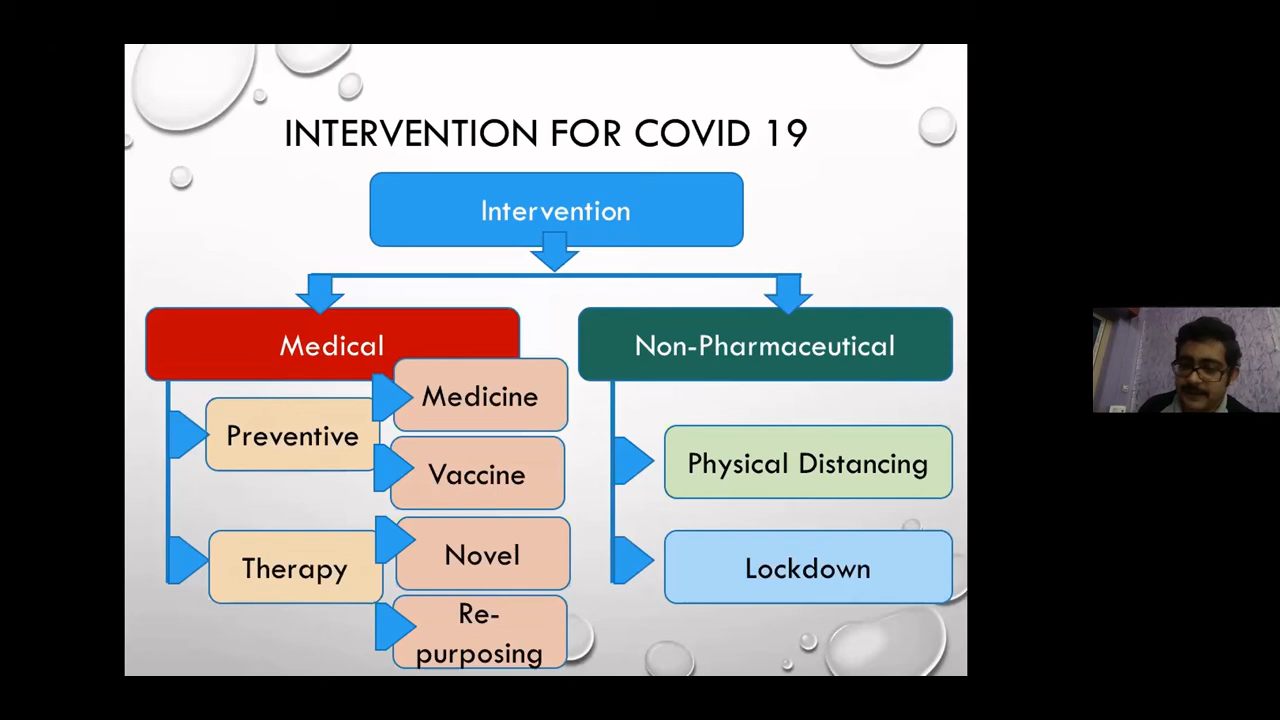 INTERVENTION FOR COVID 19
Intervention
Medical
Non-Pharmaceutical
Preventive
Medicine
Vaccine
Therapy
Novel
Re-
purposing
Physical Distancing
Lockdown